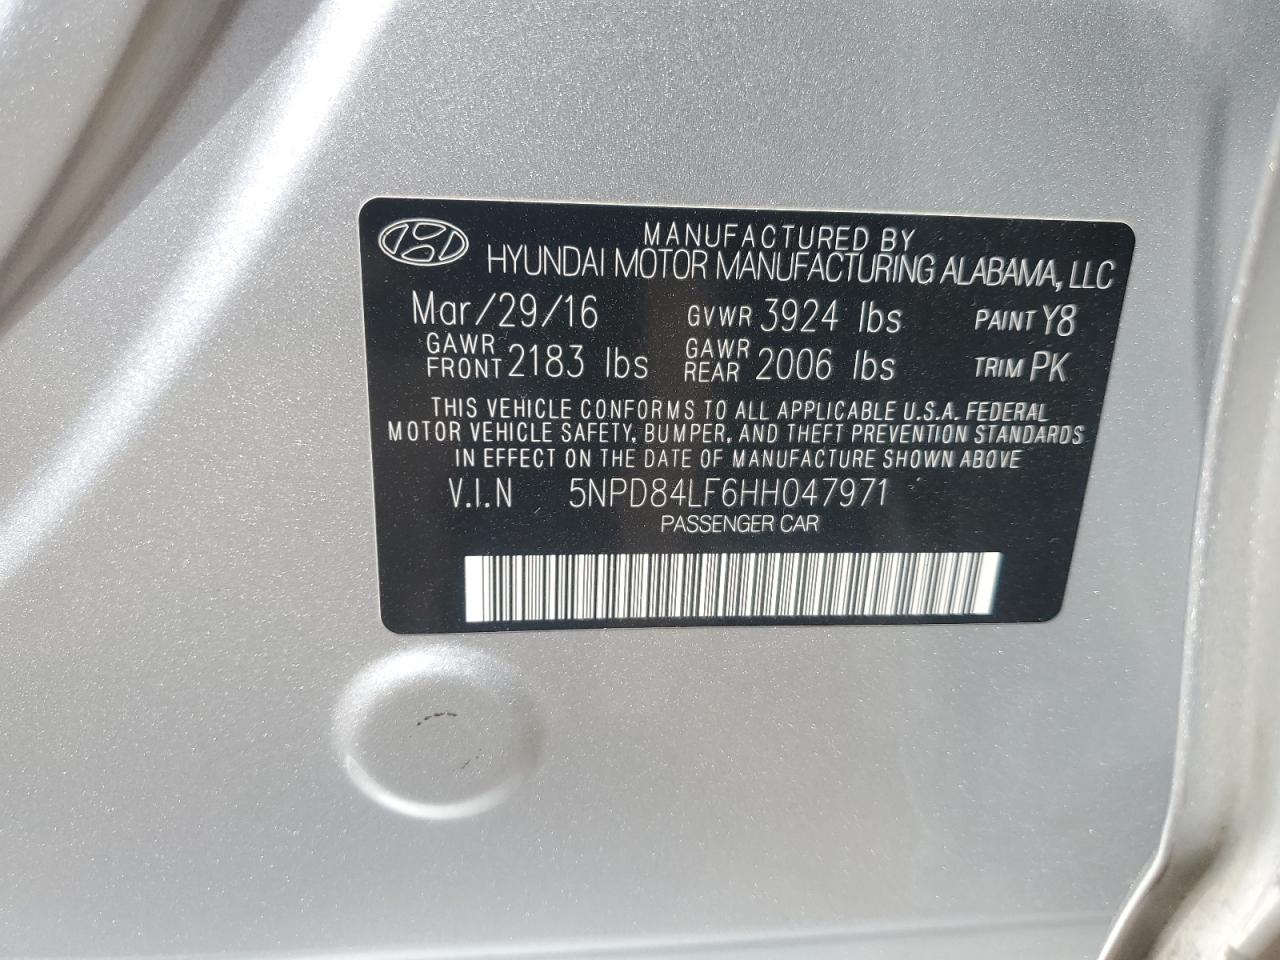 MANUFACTURED BY
HYUNDAI MOTOR MANUFACTURING ALABAMA, LLC
Mar/29/16 GVWR 3924 lbs PAINT Y8
GAWR FRONT 2183 lbs GAWR REAR 2006 lbs TRIM PK
THIS VEHICLE CONFORMS TO ALL APPLICABLE U.S.A. FEDERAL
MOTOR VEHICLE SAFETY, BUMPER, AND THEFT PREVENTION STANDARDS
IN EFFECT ON THE DATE OF MANUFACTURE SHOWN ABOVE
V.I.N 5NPD84LF6HH047971
PASSENGER CAR